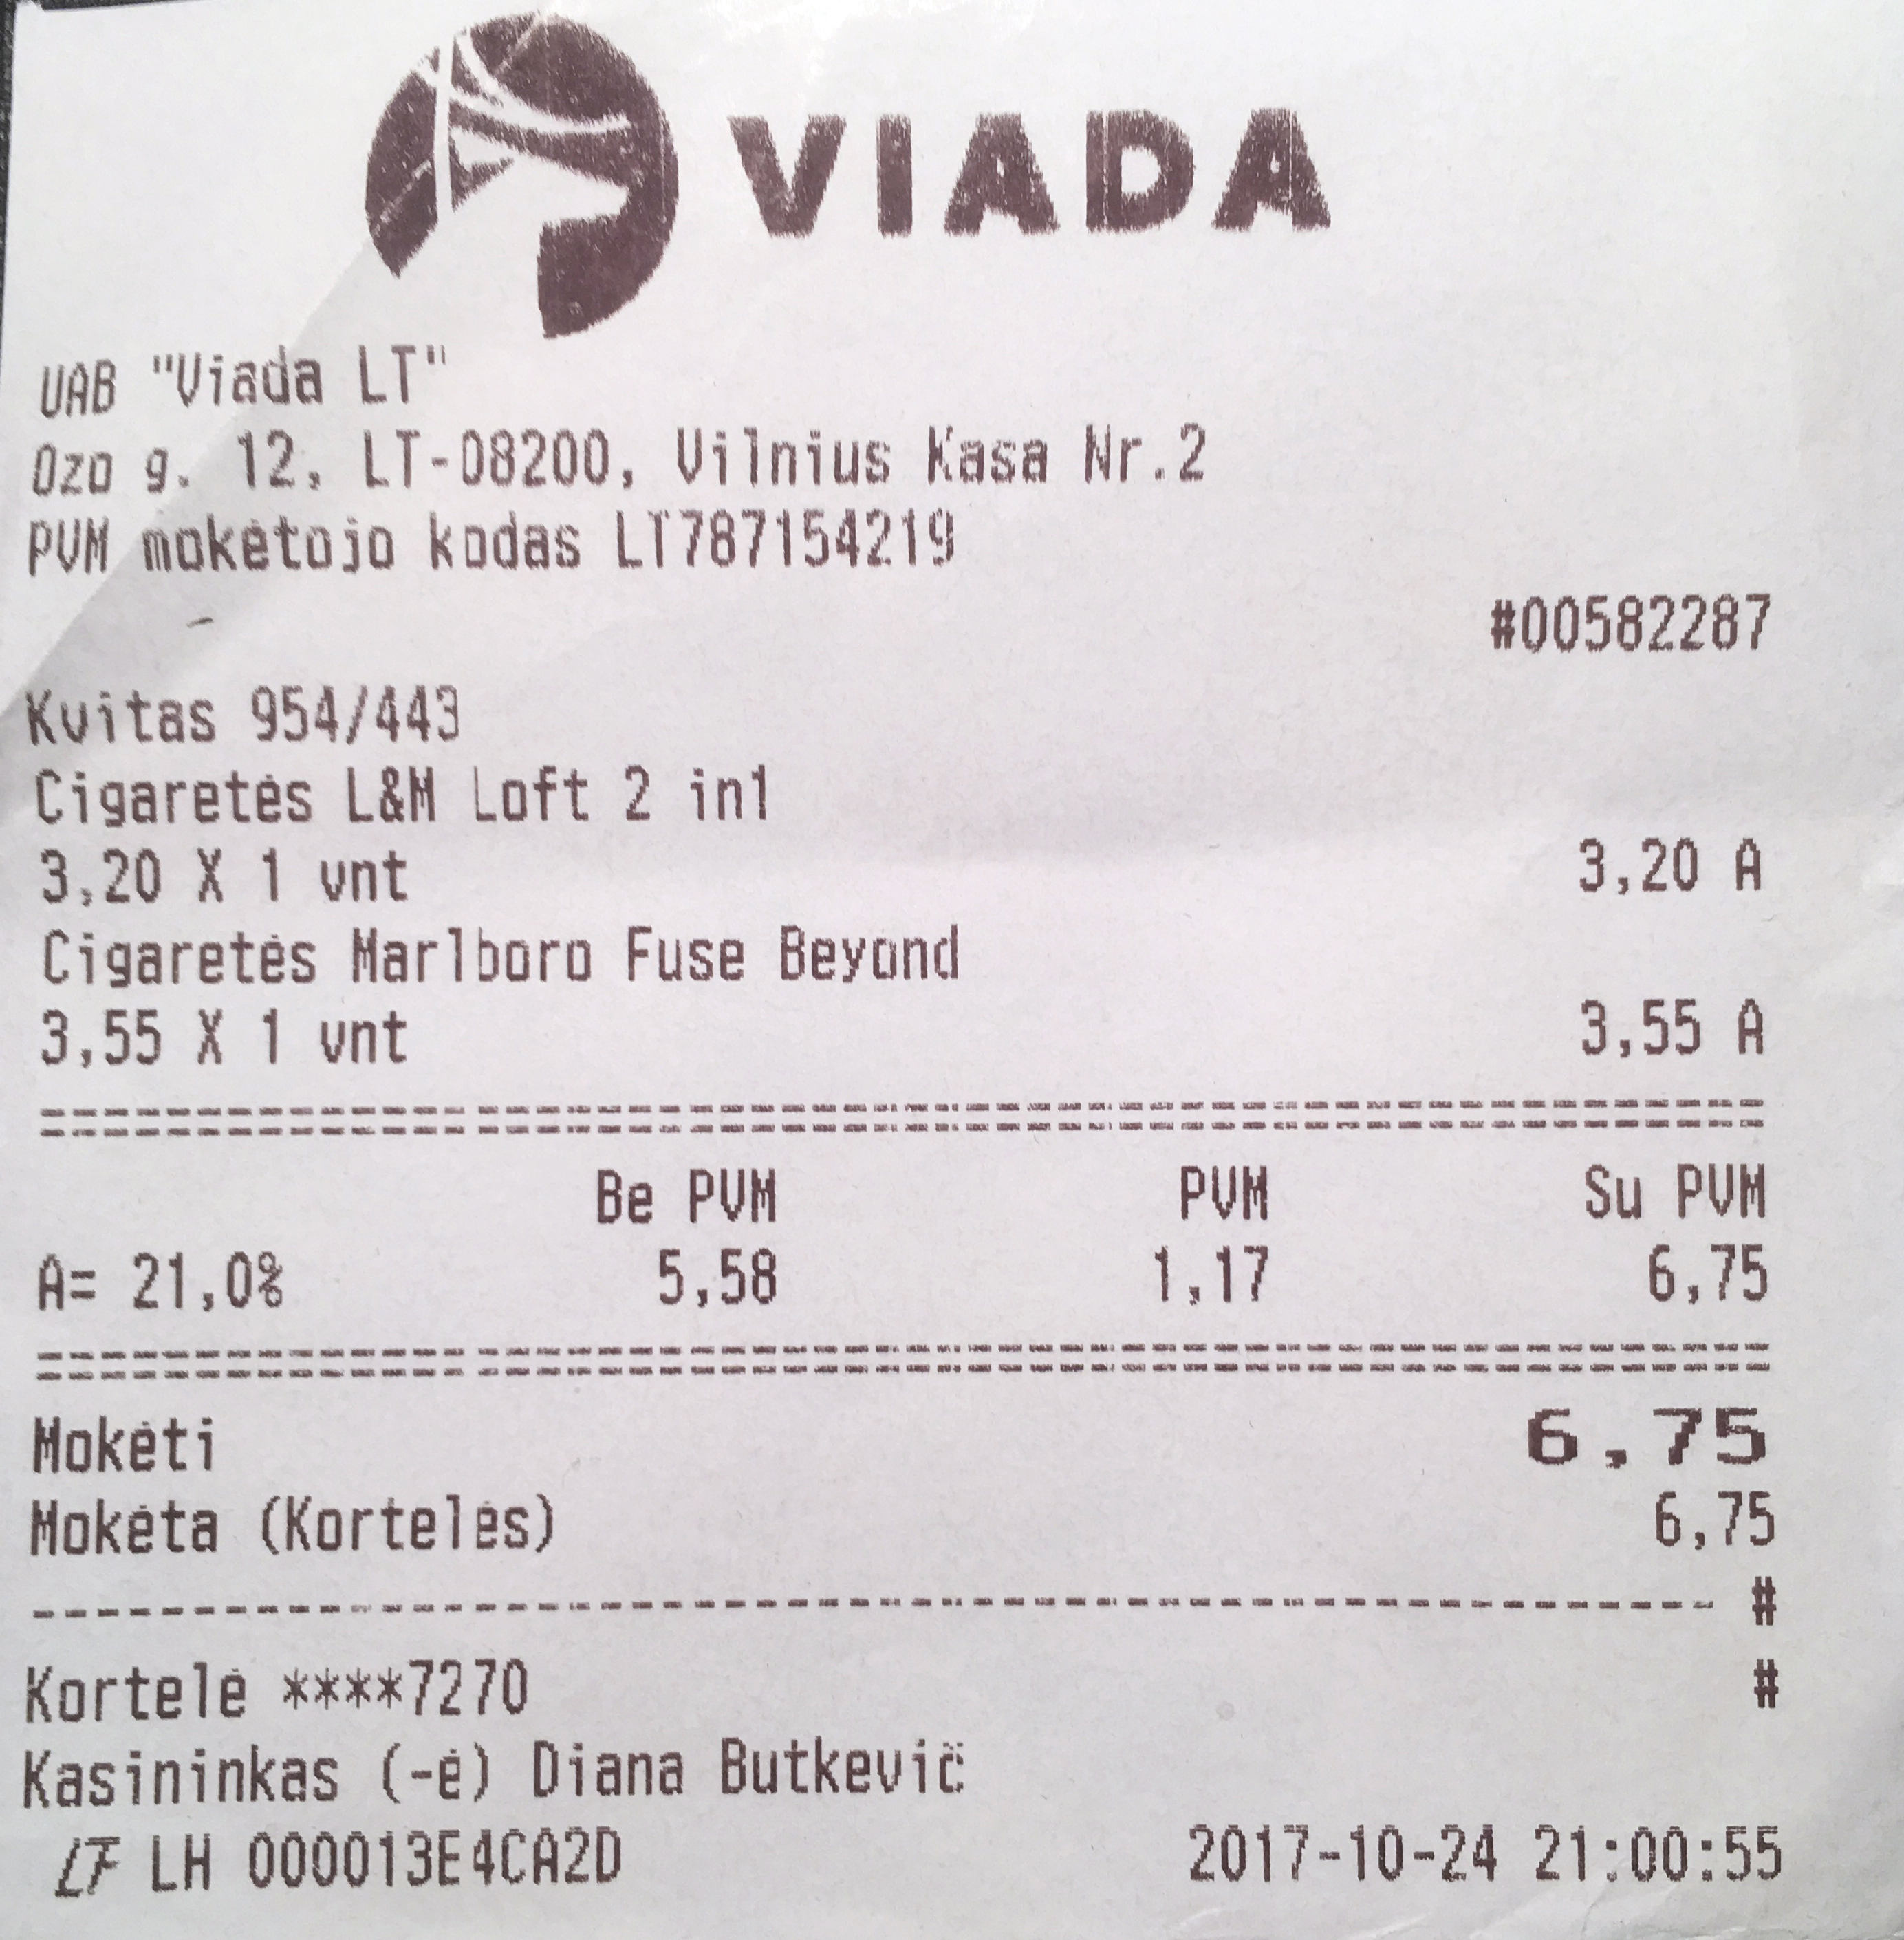 VIADA
UAB "Viada LT"
Ozo g. 12, LT-08200, Vilnius Kasa Nr.2
PVM mokėtojo kodas LT787154219
#00582287
Kvitas 954/443
Cigaretės L&M Loft 2 in1
3,20 X 1 vnt 3,20 A
Cigaretės Marlboro Fuse Beyond
3,55 X 1 vnt 3,55 A
Be PVM PVM Su PVM
A= 21,0% 5,58 1,17 6,75
Mokėti 6,75
Mokėta (Kortelės) 6,75
#
Kortelė ****7270 #
Kasininkas (-ė) Diana Butkevič
LF LH 000013E4CA2D 2017-10-24 21:00:55